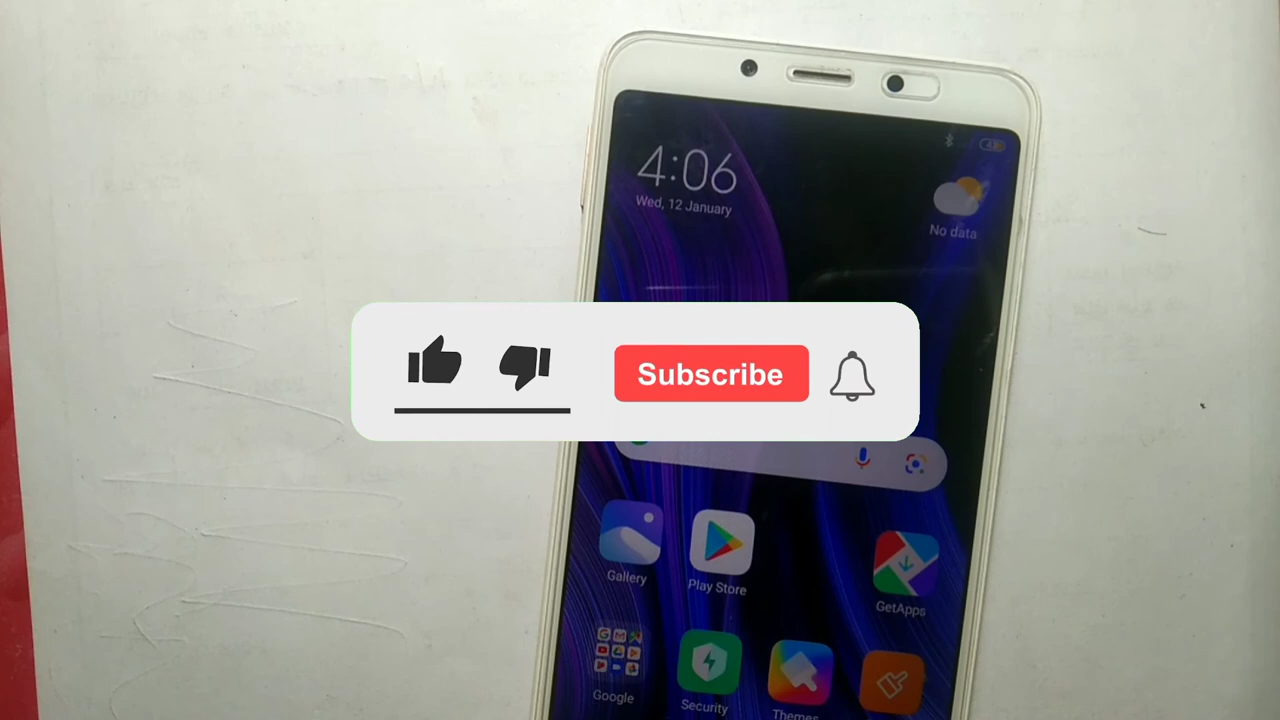 4:06
Wed, 12 January
No data
Subscribe
Gallery
Play Store
GetApps
Google
Security
Themes